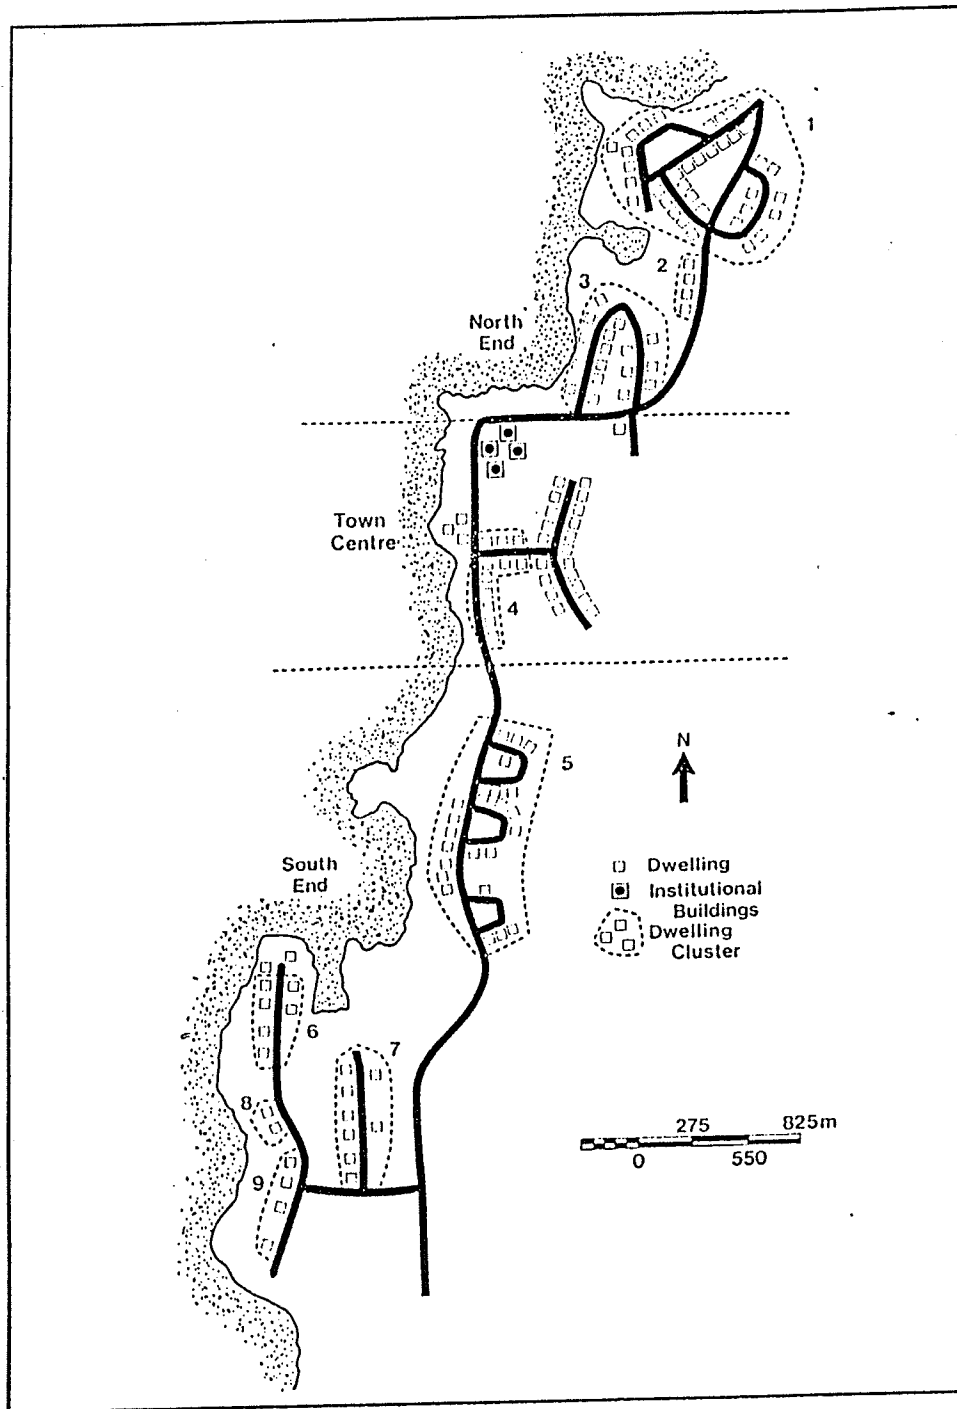 1
2
3
North
End
Town
Centre
4
5
N
South
End
Dwelling
Institutional
Buildings
Dwelling
Cluster
6
7
8
275 825m
0 550
9